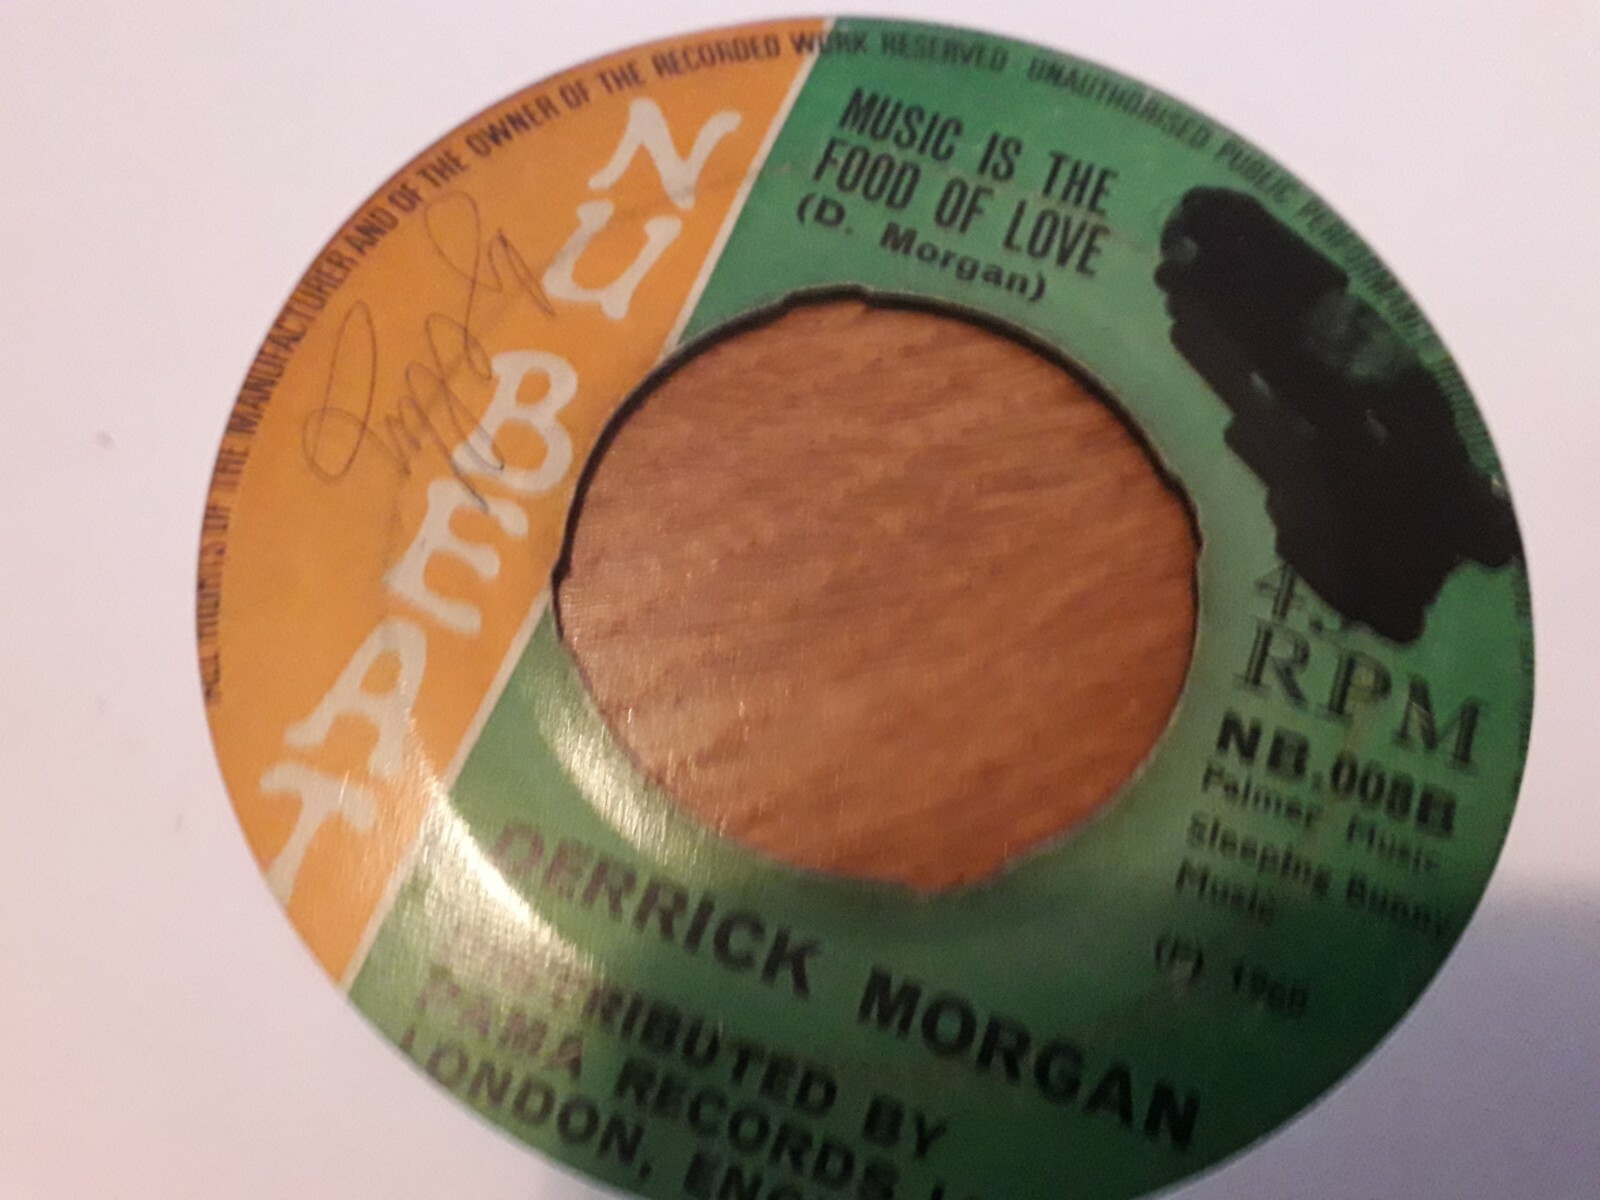 ALL RIGHTS OF THE MANUFACTURER AND OF THE OWNER OF THE RECORDED WORK RESERVED UNAUTHORISED PUBLIC PERFORMANCE
NU
BEAT
MUSIC IS THE
FOOD OF LOVE
(D. Morgan)
RPM
NB.008B
Palmer Music
Sleeping Bunny
Music
(P) 1968
DERRICK MORGAN
DISTRIBUTED BY
PAMA RECORDS
LONDON,